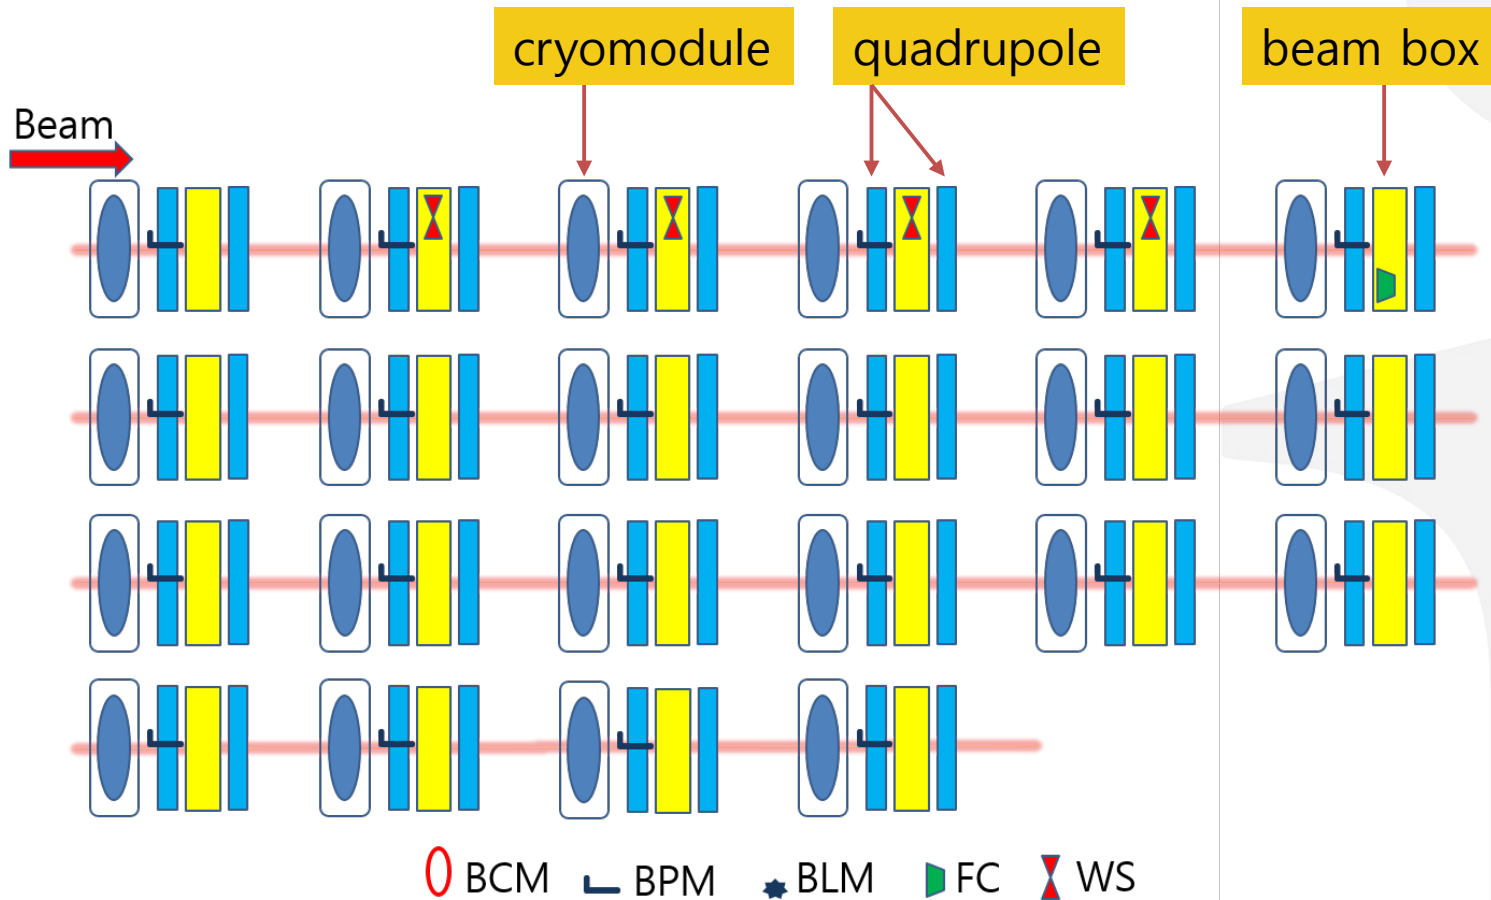 cryomodule
quadrupole
beam box
Beam
BCM
BPM
BLM
FC
WS